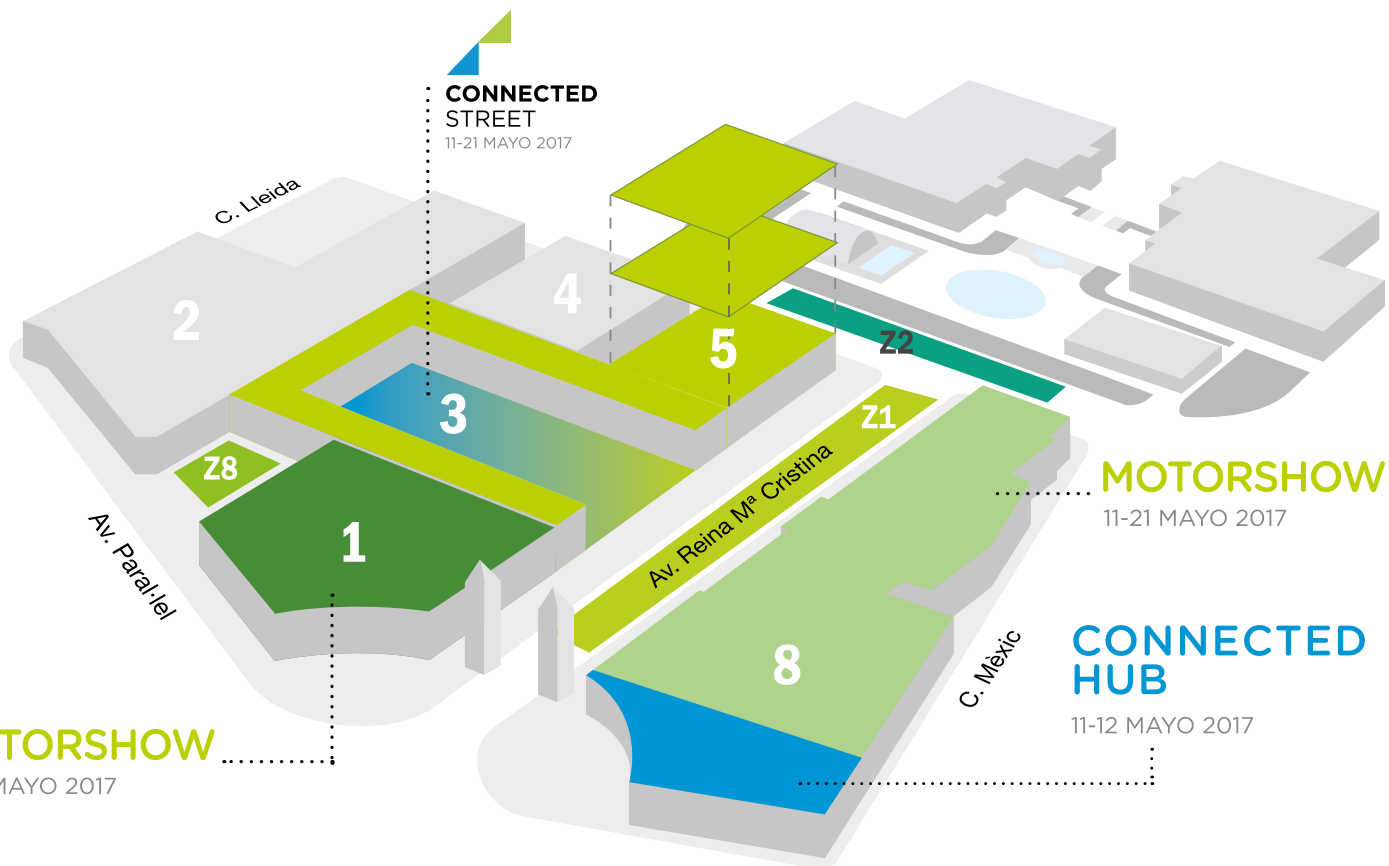 CONNECTED
STREET
11-21 MAYO 2017
C. Lleida
2
4
5
Z2
3
Z1
Z8
Av. Reina Mª Cristina
MOTORSHOW
11-21 MAYO 2017
Av. Paral·lel
1
8
C. Mèxic
CONNECTED
HUB
11-12 MAYO 2017
TORSHOW
MAYO 2017